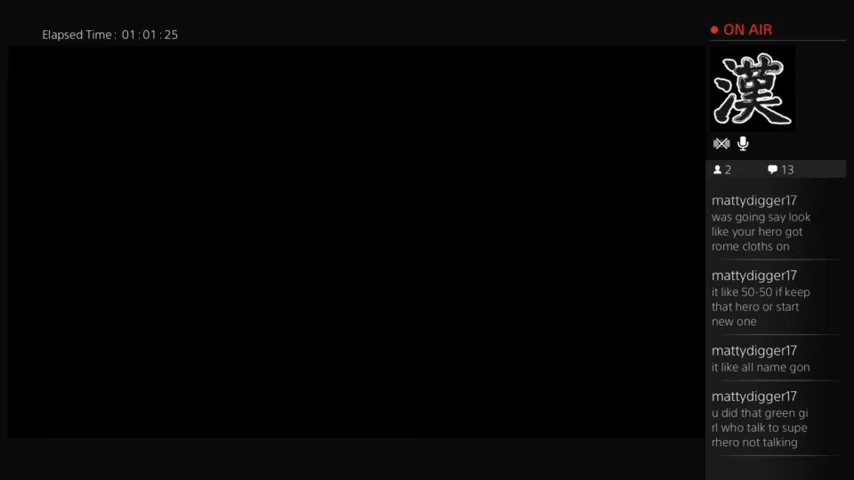 Elapsed Time: 01:01:25
ON AIR
漢
2 13
mattydigger17
was going say look
like your hero got
rome cloths on
mattydigger17
it like 50-50 if keep
that hero or start
new one
mattydigger17
it like all name gon
mattydigger17
u did that green gi
rl who talk to supe
rhero not talking